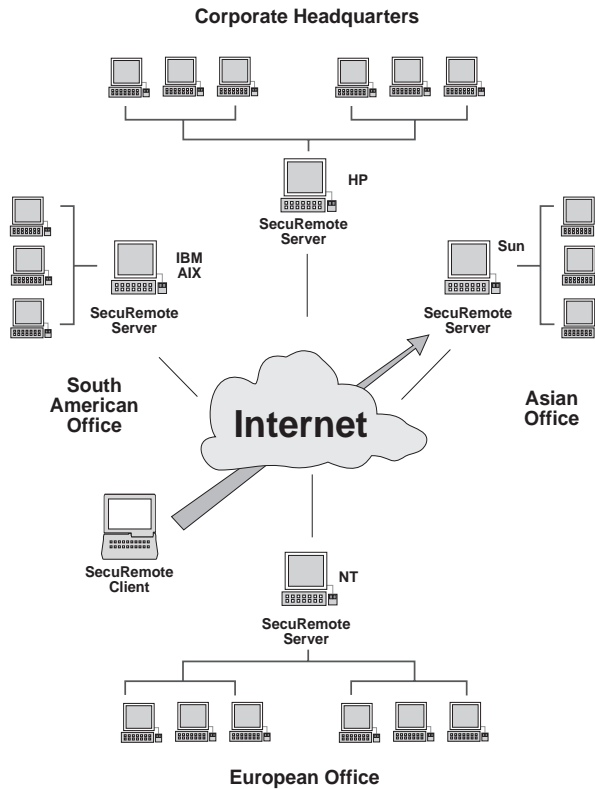 Corporate Headquarters
HP
SecuRemote
Server
IBM
AIX
SecuRemote
Server
Sun
SecuRemote
Server
South
American
Office
Asian
Office
Internet
SecuRemote
Client
NT
SecuRemote
Server
European Office